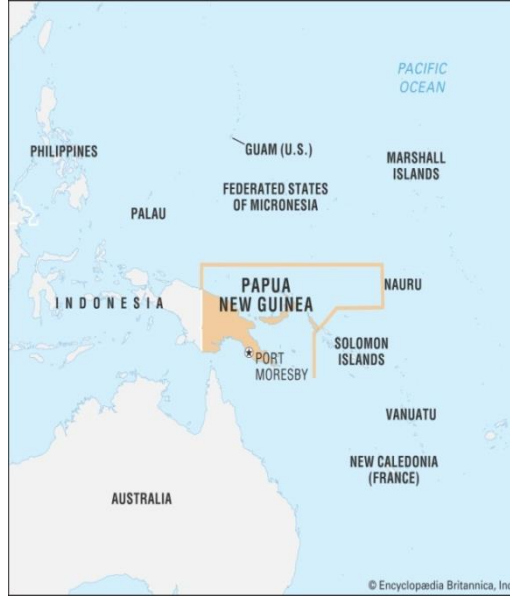 PACIFIC
OCEAN
GUAM (U.S.)
PHILIPPINES
MARSHALL
ISLANDS
FEDERATED STATES
OF MICRONESIA
PALAU
PAPUA
NEW GUINEA
NAURU
INDONESIA
SOLOMON
ISLANDS
PORT
MORESBY
VANUATU
NEW CALEDONIA
(FRANCE)
AUSTRALIA
© Encyclopædia Britannica, Inc